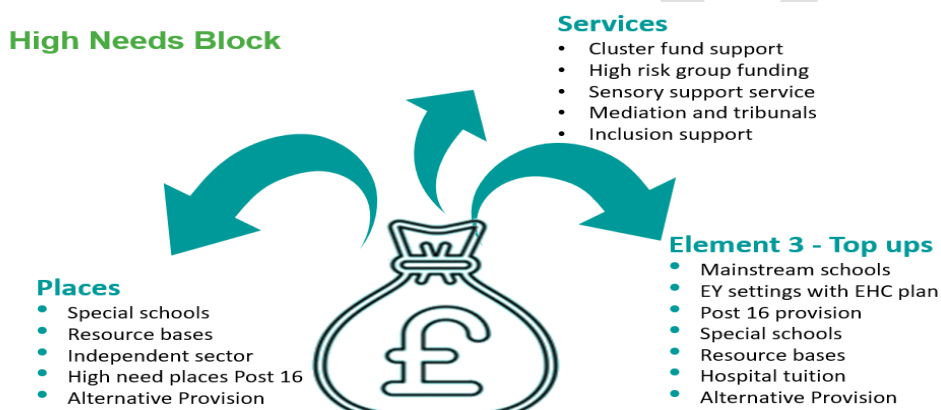 High Needs Block
Services
• Cluster fund support
• High risk group funding
• Sensory support service
• Mediation and tribunals
• Inclusion support
Places
• Special schools
• Resource bases
• Independent sector
• High need places Post 16
• Alternative Provision
£
Element 3 - Top ups
• Mainstream schools
• EY settings with EHC plan
• Post 16 provision
• Special schools
• Resource bases
• Hospital tuition
• Alternative Provision